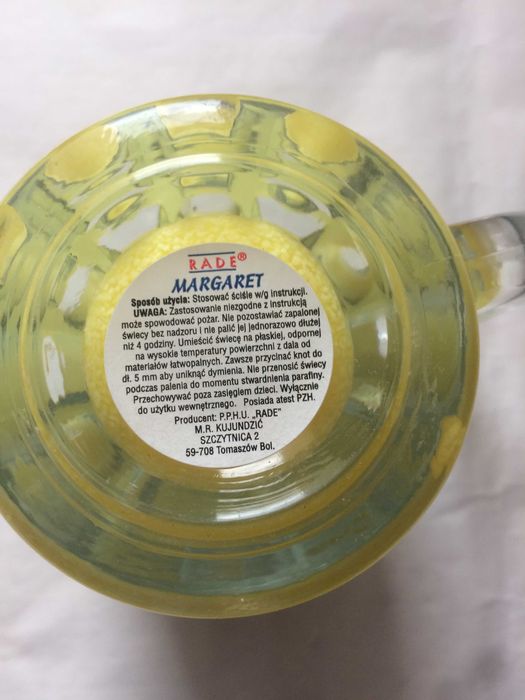 RADE®
MARGARET
Sposób użycia: Stosować ściśle w/g instrukcji.
UWAGA: Zastosowanie niezgodne z instrukcją
może spowodować pożar. Nie pozostawiać zapalonej
świecy bez nadzoru i nie palić jej jednorazowo dłużej
niż 4 godziny. Umieścić świecę na płaskiej, odpornej
na wysokie temperatury powierzchni z dala od
materiałów łatwopalnych. Zawsze przycinać knot do
dł. 5 mm aby uniknąć dymienia. Nie przenosić świecy
podczas palenia do momentu stwardnienia parafiny.
Przechowywać poza zasięgiem dzieci. Wyłącznie
do użytku wewnętrznego. Posiada atest PZH.
Producent: P.P.H.U. „RADE"
M.R. KUJUNDZIĆ
SZCZYTNICA 2
59-708 Tomaszów Bol.